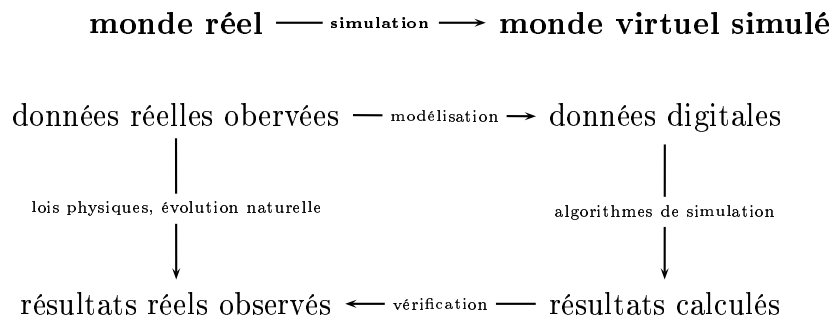 monde réel simulation monde virtuel simulé
données réelles obervées modélisation données digitales
lois physiques, évolution naturelle
algorithmes de simulation
résultats réels observés vérification résultats calculés